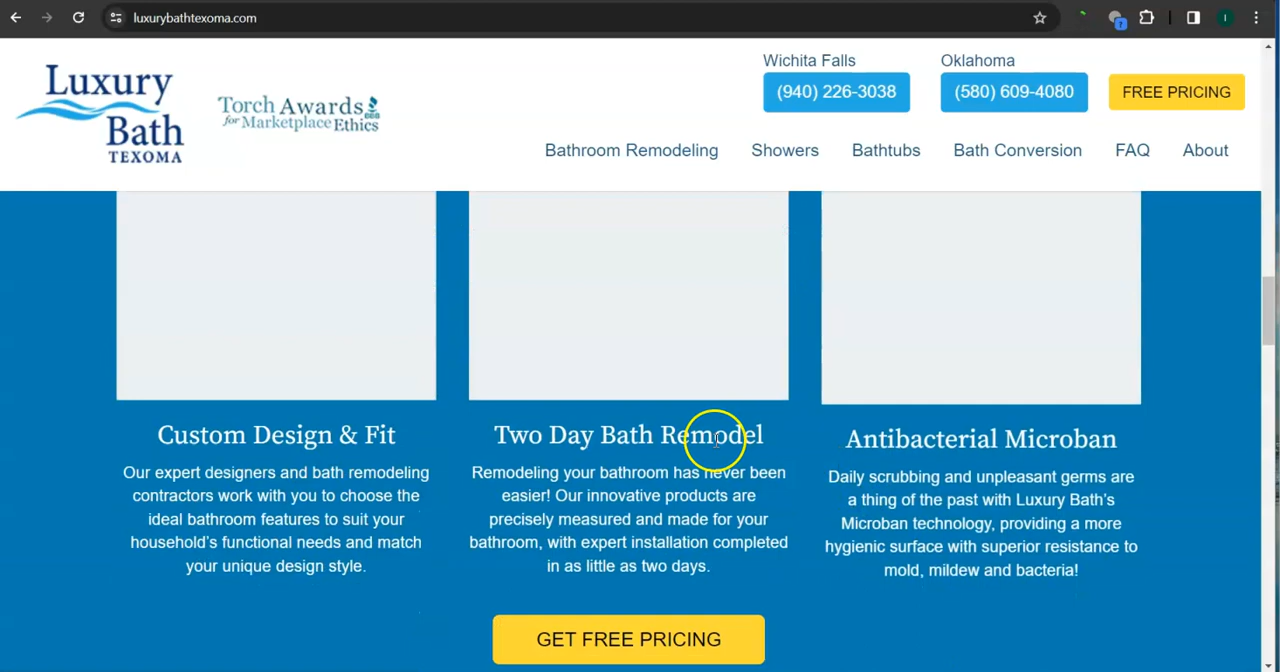 luxurybathtexoma.com
Luxury
Bath
TEXOMA
Torch Awards
for Marketplace Ethics
Wichita Falls
(940) 226-3038
Oklahoma
(580) 609-4080
FREE PRICING
Bathroom Remodeling Showers Bathtubs Bath Conversion FAQ About
Custom Design & Fit
Our expert designers and bath remodeling
contractors work with you to choose the
ideal bathroom features to suit your
household’s functional needs and match
your unique design style.
Two Day Bath Remodel
Remodeling your bathroom has never been
easier! Our innovative products are
precisely measured and made for your
bathroom, with expert installation completed
in as little as two days.
Antibacterial Microban
Daily scrubbing and unpleasant germs are
a thing of the past with Luxury Bath’s
Microban technology, providing a more
hygienic surface with superior resistance to
mold, mildew and bacteria!
GET FREE PRICING